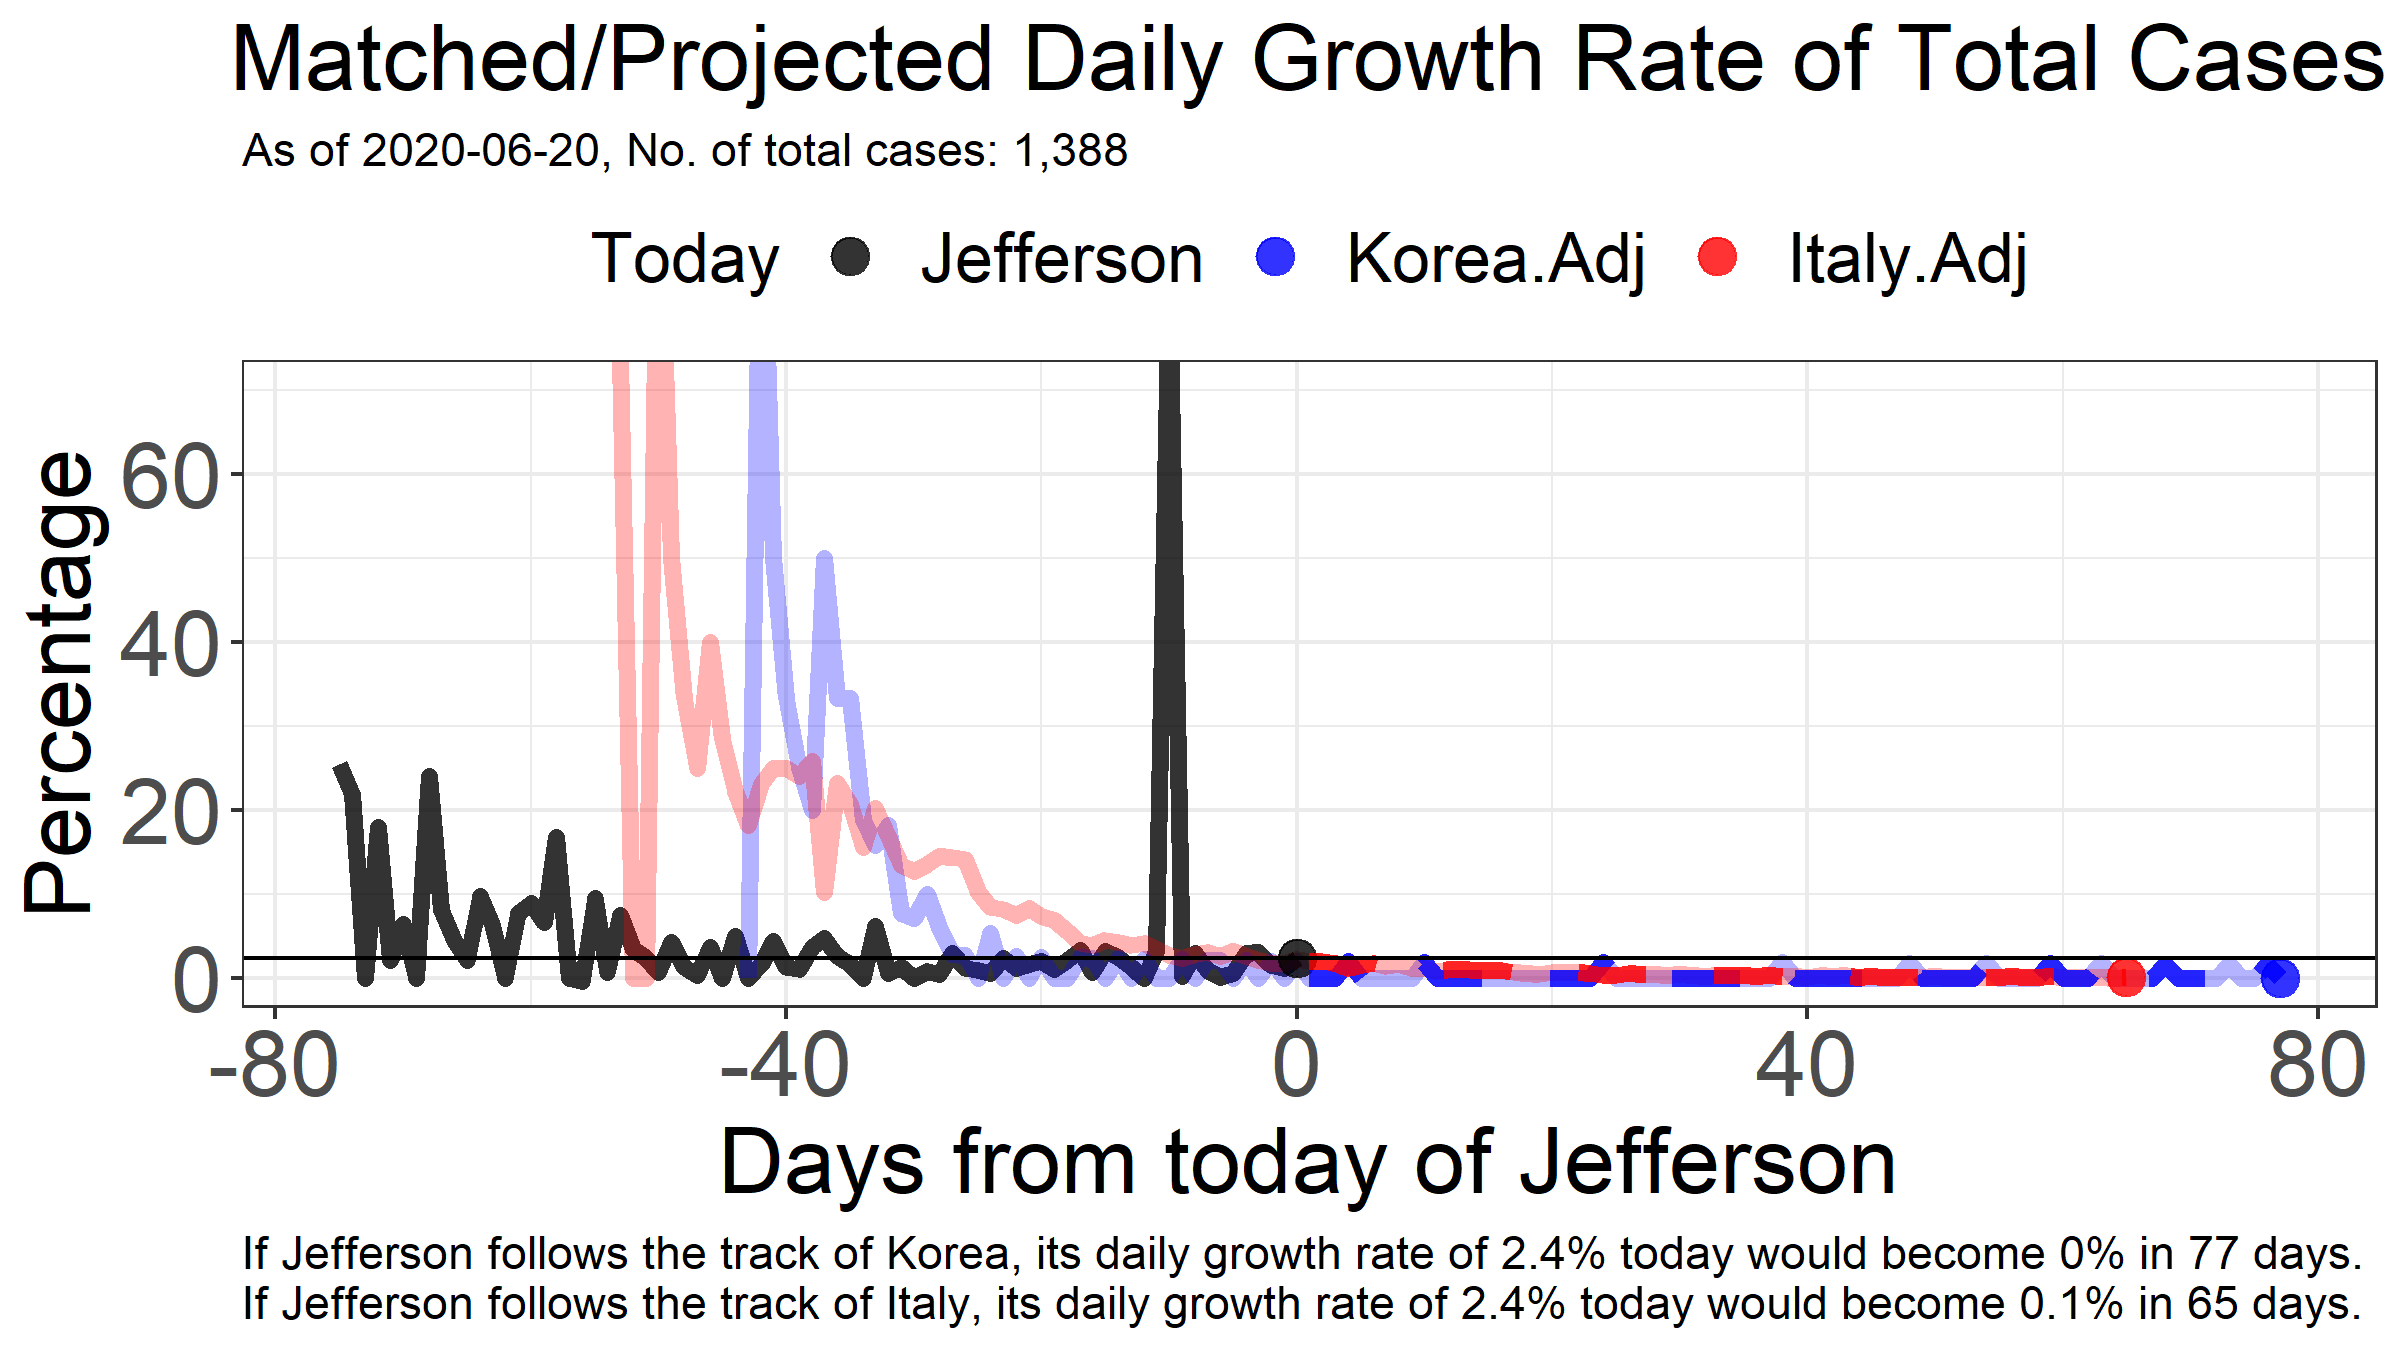 Matched/Projected Daily Growth Rate of Total Cases
As of 2020-06-20, No. of total cases: 1,388
Today Jefferson Korea.Adj Italy.Adj
Percentage
60
40
20
0
-80 -40 0 40 80
Days from today of Jefferson
If Jefferson follows the track of Korea, its daily growth rate of 2.4% today would become 0% in 77 days.
If Jefferson follows the track of Italy, its daily growth rate of 2.4% today would become 0.1% in 65 days.